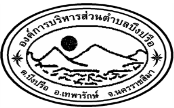 องค์การบริหารส่วนตำบลบึงปรือ
ต.บึงปรือ อ.เทพารักษ์ จ.นครราชสีมา